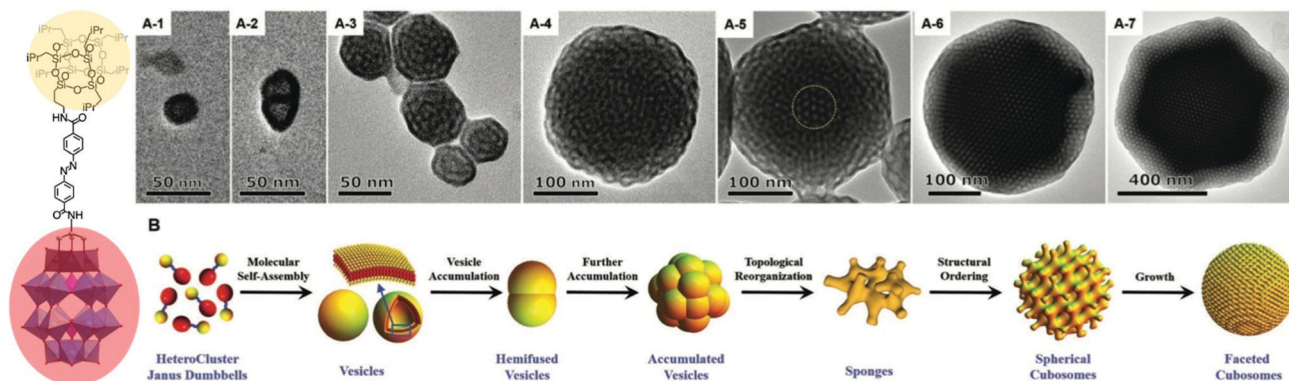 iPr
iPr
iPr
iPr
iPr
iPr
iPr
HN
O
N
N
O
NH
A-1
50 nm
A-2
50 nm
A-3
50 nm
A-4
100 nm
A-5
100 nm
A-6
100 nm
A-7
400 nm
B
Molecular
Self-Assembly
Vesicle
Accumulation
Further
Accumulation
Topological
Reorganization
Structural
Ordering
Growth
HeteroCluster
Janus Dumbbells
Vesicles
Hemifused
Vesicles
Accumulated
Vesicles
Sponges
Spherical
Cubosomes
Faceted
Cubosomes